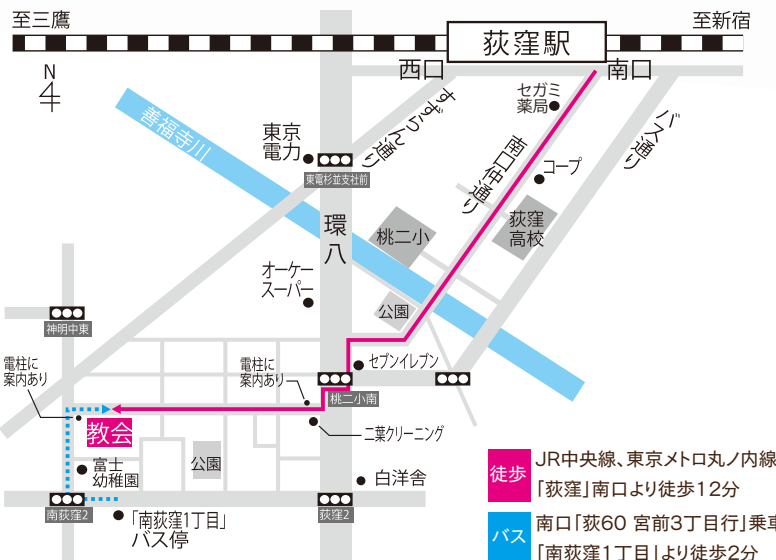 至三鷹
荻窪駅
至新宿
N
西口
南口
セガミ
薬局
すずらん通り
バス通り
善福寺川
東京
電力
東電杉並支社前
南口仲通り
コープ
環八
桃二小
荻窪
高校
オーケー
スーパー
公園
神明中東
電柱に
案内あり
電柱に
案内あり
セブンイレブン
桃二小南
教会
二葉クリーニング
富士
幼稚園
公園
白洋舎
南荻窪2
荻窪2
「南荻窪1丁目」
バス停
徒歩
JR中央線、東京メトロ丸ノ内線
「荻窪」南口より徒歩12分
バス
南口「荻60 宮前3丁目行」乗車
「南荻窪1丁目」より徒歩2分